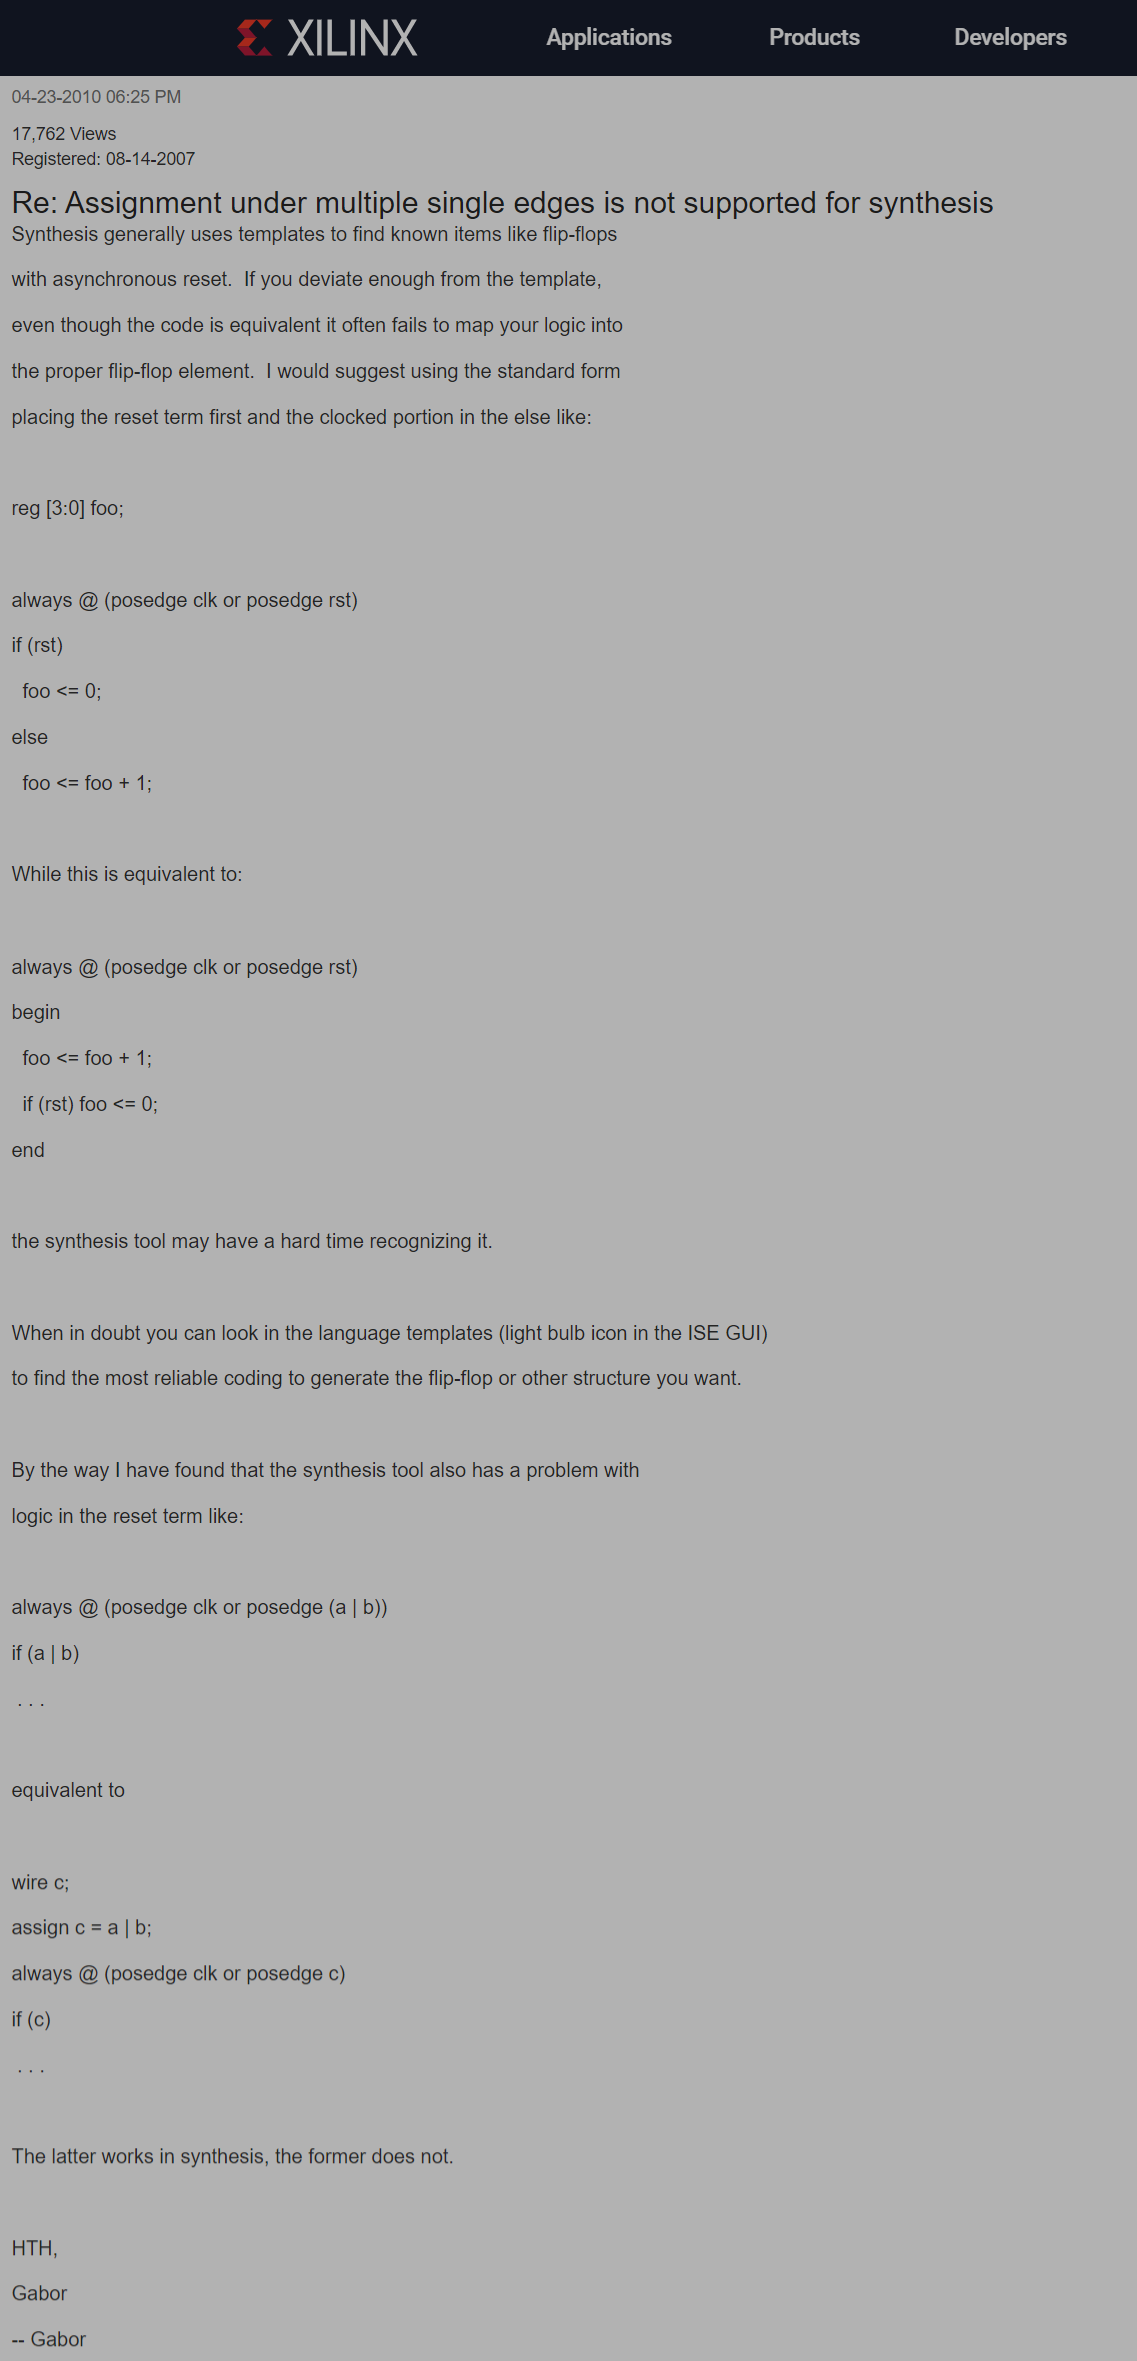 XILINX Applications Products Developers
04-23-2010 06:25 PM
17,762 Views
Registered: 08-14-2007
Re: Assignment under multiple single edges is not supported for synthesis
Synthesis generally uses templates to find known items like flip-flops
with asynchronous reset.  If you deviate enough from the template,
even though the code is equivalent it often fails to map your logic into
the proper flip-flop element.  I would suggest using the standard form
placing the reset term first and the clocked portion in the else like:
reg [3:0] foo;
always @ (posedge clk or posedge rst)
if (rst)
  foo <= 0;
else
  foo <= foo + 1;
While this is equivalent to:
always @ (posedge clk or posedge rst)
begin
  foo <= foo + 1;
  if (rst) foo <= 0;
end
the synthesis tool may have a hard time recognizing it.
When in doubt you can look in the language templates (light bulb icon in the ISE GUI)
to find the most reliable coding to generate the flip-flop or other structure you want.
By the way I have found that the synthesis tool also has a problem with
logic in the reset term like:
always @ (posedge clk or posedge (a | b))
if (a | b)
 . . .
equivalent to
wire c;
assign c = a | b;
always @ (posedge clk or posedge c)
if (c)
 . . .
The latter works in synthesis, the former does not.
HTH,
Gabor
-- Gabor